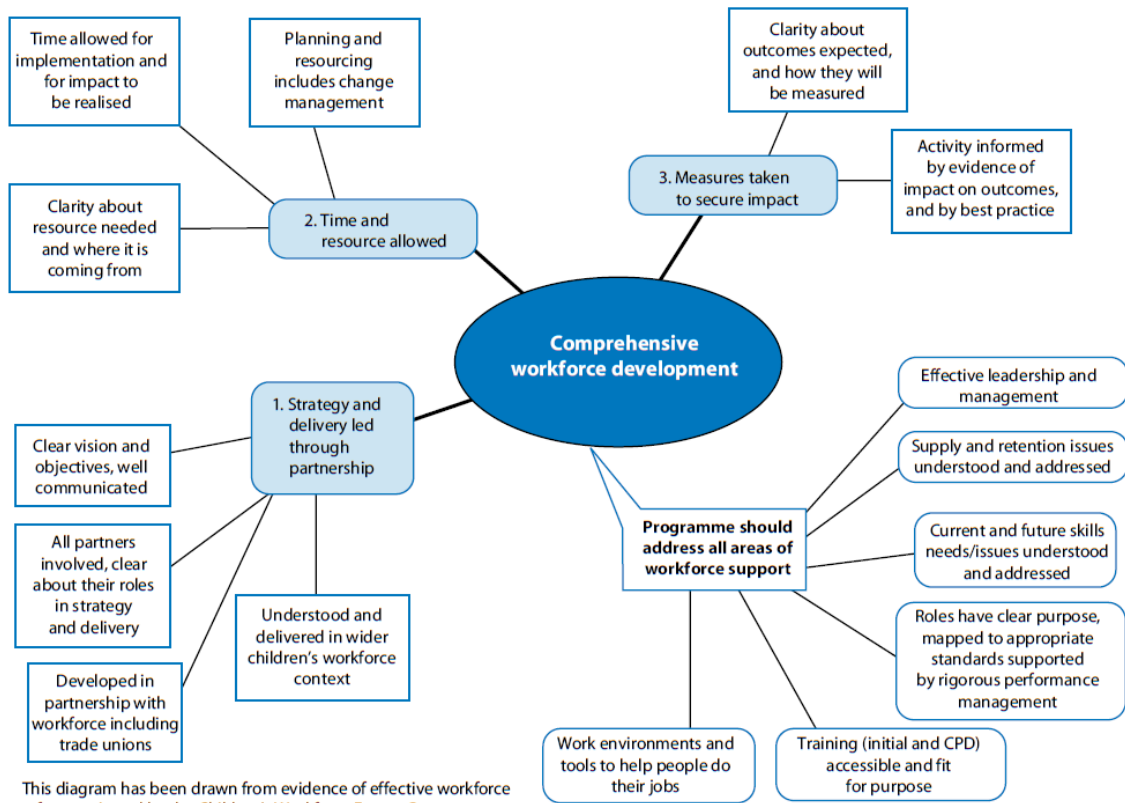 Time allowed for
implementation and
for impact to
be realised
Planning and
resourcing
includes change
management
Clarity about
outcomes expected,
and how they will
be measured
Activity informed
by evidence of
impact on outcomes,
and by best practice
3. Measures taken
to secure impact
Clarity about
resource needed
and where it is
coming from
2. Time and
resource allowed
Comprehensive
workforce development
1. Strategy and
delivery led
through
partnership
Clear vision and
objectives, well
communicated
All partners
involved, clear
about their roles
in strategy
and delivery
Developed in
partnership with
workforce including
trade unions
Understood and
delivered in wider
children's workforce
context
Programme should
address all areas of
workforce support
Effective leadership and
management
Supply and retention issues
understood and addressed
Current and future skills
needs/issues understood
and addressed
Roles have clear purpose,
mapped to appropriate
standards supported
by rigorous performance
management
Work environments and
tools to help people do
their jobs
Training (initial and CPD)
accessible and fit
for purpose
This diagram has been drawn from evidence of effective workforce